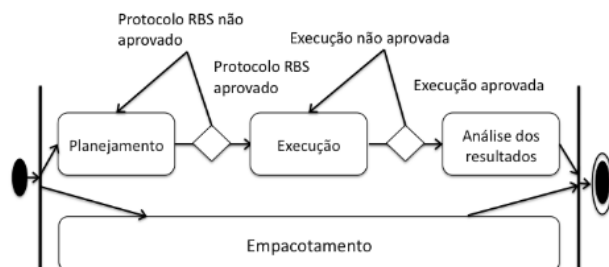 Protocolo RBS não
aprovado
Execução não aprovada
Protocolo RBS
aprovado
Execução aprovada
Planejamento
Execução
Análise dos
resultados
Empacotamento